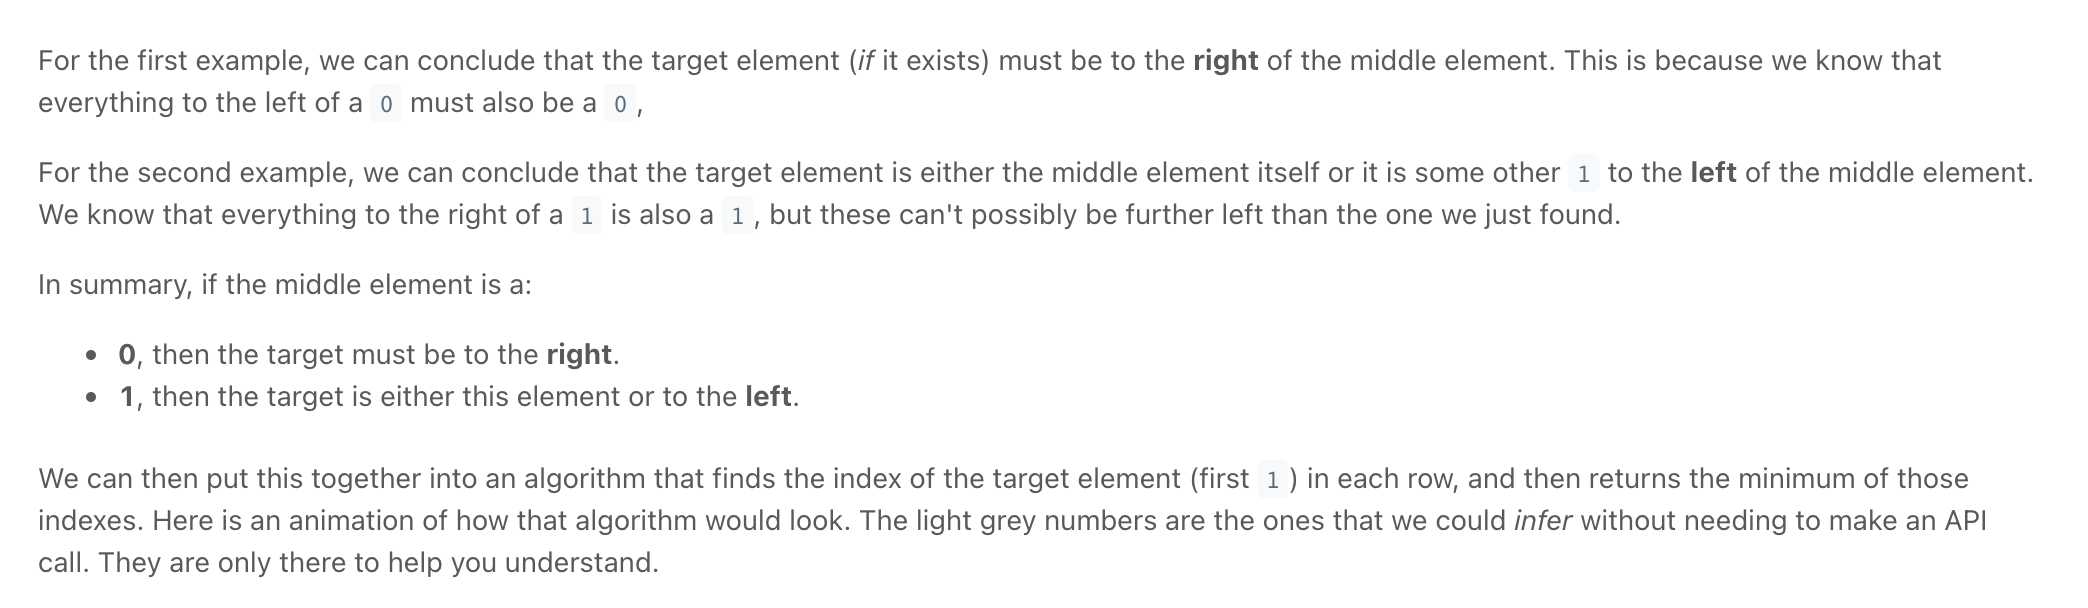 For the first example, we can conclude that the target element (if it exists) must be to the right of the middle element. This is because we know that
everything to the left of a 0 must also be a 0,
For the second example, we can conclude that the target element is either the middle element itself or it is some other 1 to the left of the middle element.
We know that everything to the right of a 1 is also a 1, but these can't possibly be further left than the one we just found.
In summary, if the middle element is a:
• 0, then the target must be to the right.
• 1, then the target is either this element or to the left.
We can then put this together into an algorithm that finds the index of the target element (first 1) in each row, and then returns the minimum of those
indexes. Here is an animation of how that algorithm would look. The light grey numbers are the ones that we could infer without needing to make an API
call. They are only there to help you understand.